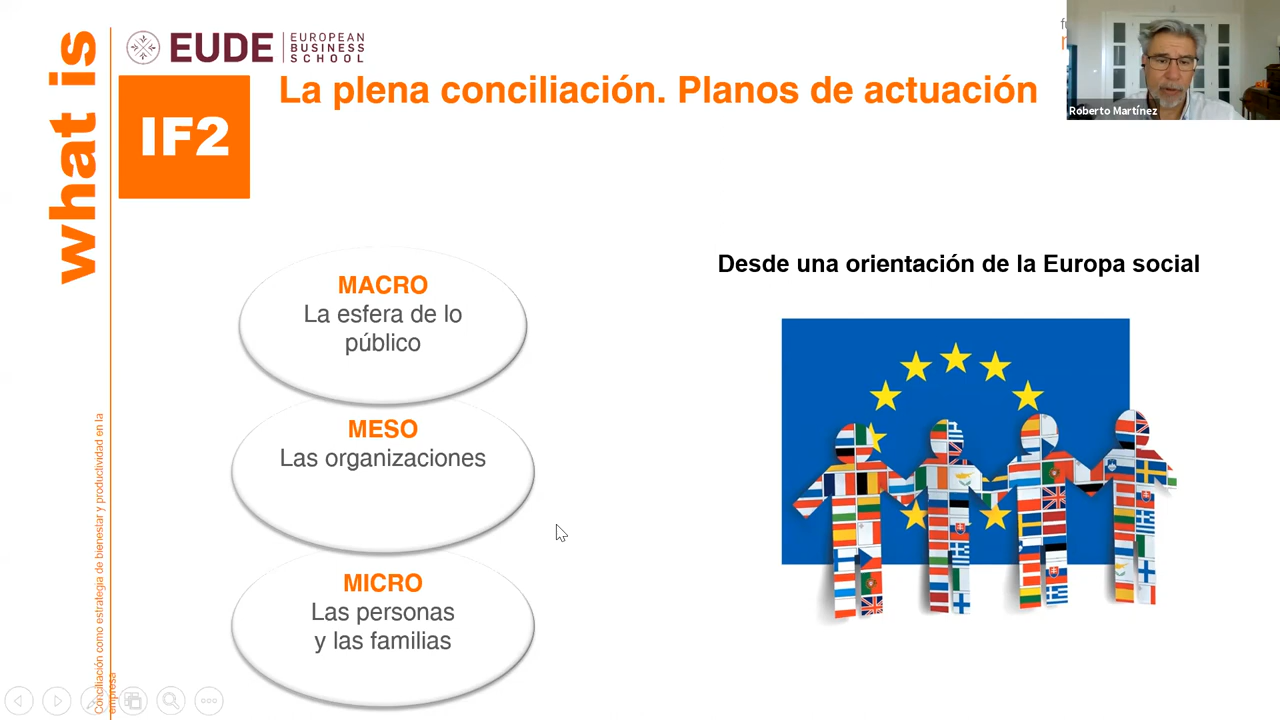 what is
EUDE
EUROPEAN
BUSINESS
SCHOOL
IF2
La plena conciliación. Planos de actuación
Roberto Martínez
MACRO
La esfera de lo
público
MESO
Las organizaciones
MICRO
Las personas
y las familias
Desde una orientación de la Europa social
Conciliación como estrategia de bienestar y productividad en la
empresa